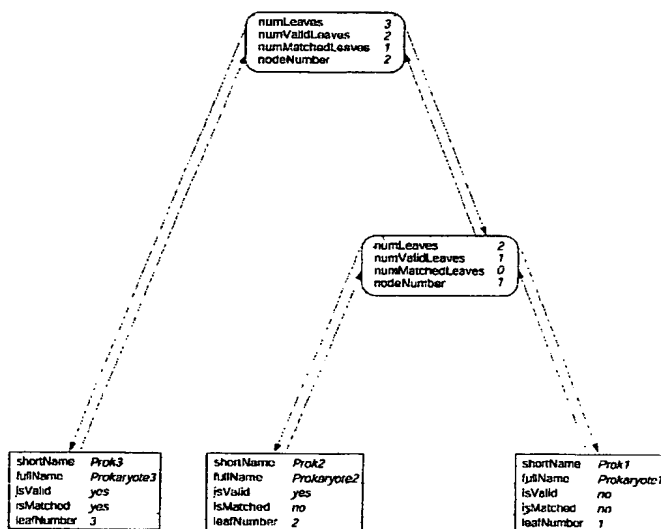 numLeaves 3
numValidLeaves 2
numMatchedLeaves 1
nodeNumber 2
numLeaves 2
numValidLeaves 1
numMatchedLeaves 0
nodeNumber 1
shortName Prok3
fullName Prokaryote3
isValid yes
isMatched yes
leafNumber 3
shortName Prok2
fullName Prokaryote2
isValid yes
isMatched no
leafNumber 2
shortName Prok1
fullName Prokaryote1
isValid no
isMatched no
leafNumber 1